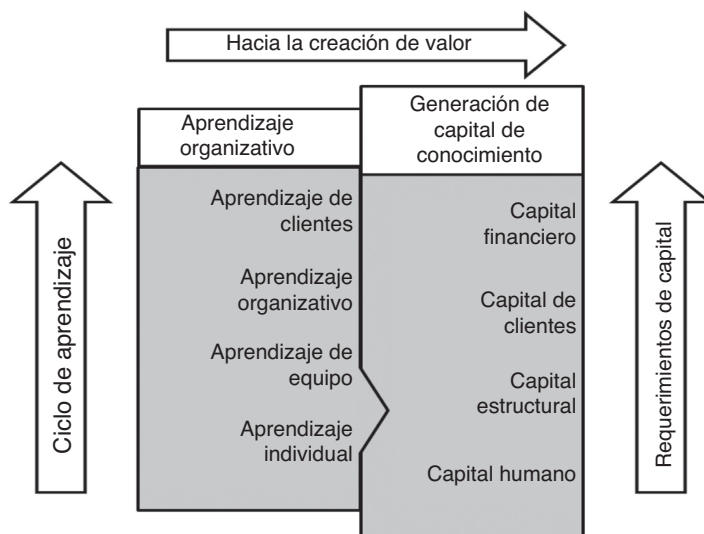 Hacia la creación de valor
Aprendizaje
organizativo
Generación de
capital de
conocimiento
Ciclo de aprendizaje
Aprendizaje de
clientes
Aprendizaje
organizativo
Aprendizaje de
equipo
Aprendizaje
individual
Capital
financiero
Capital de
clientes
Capital
estructural
Capital humano
Requerimientos de capital